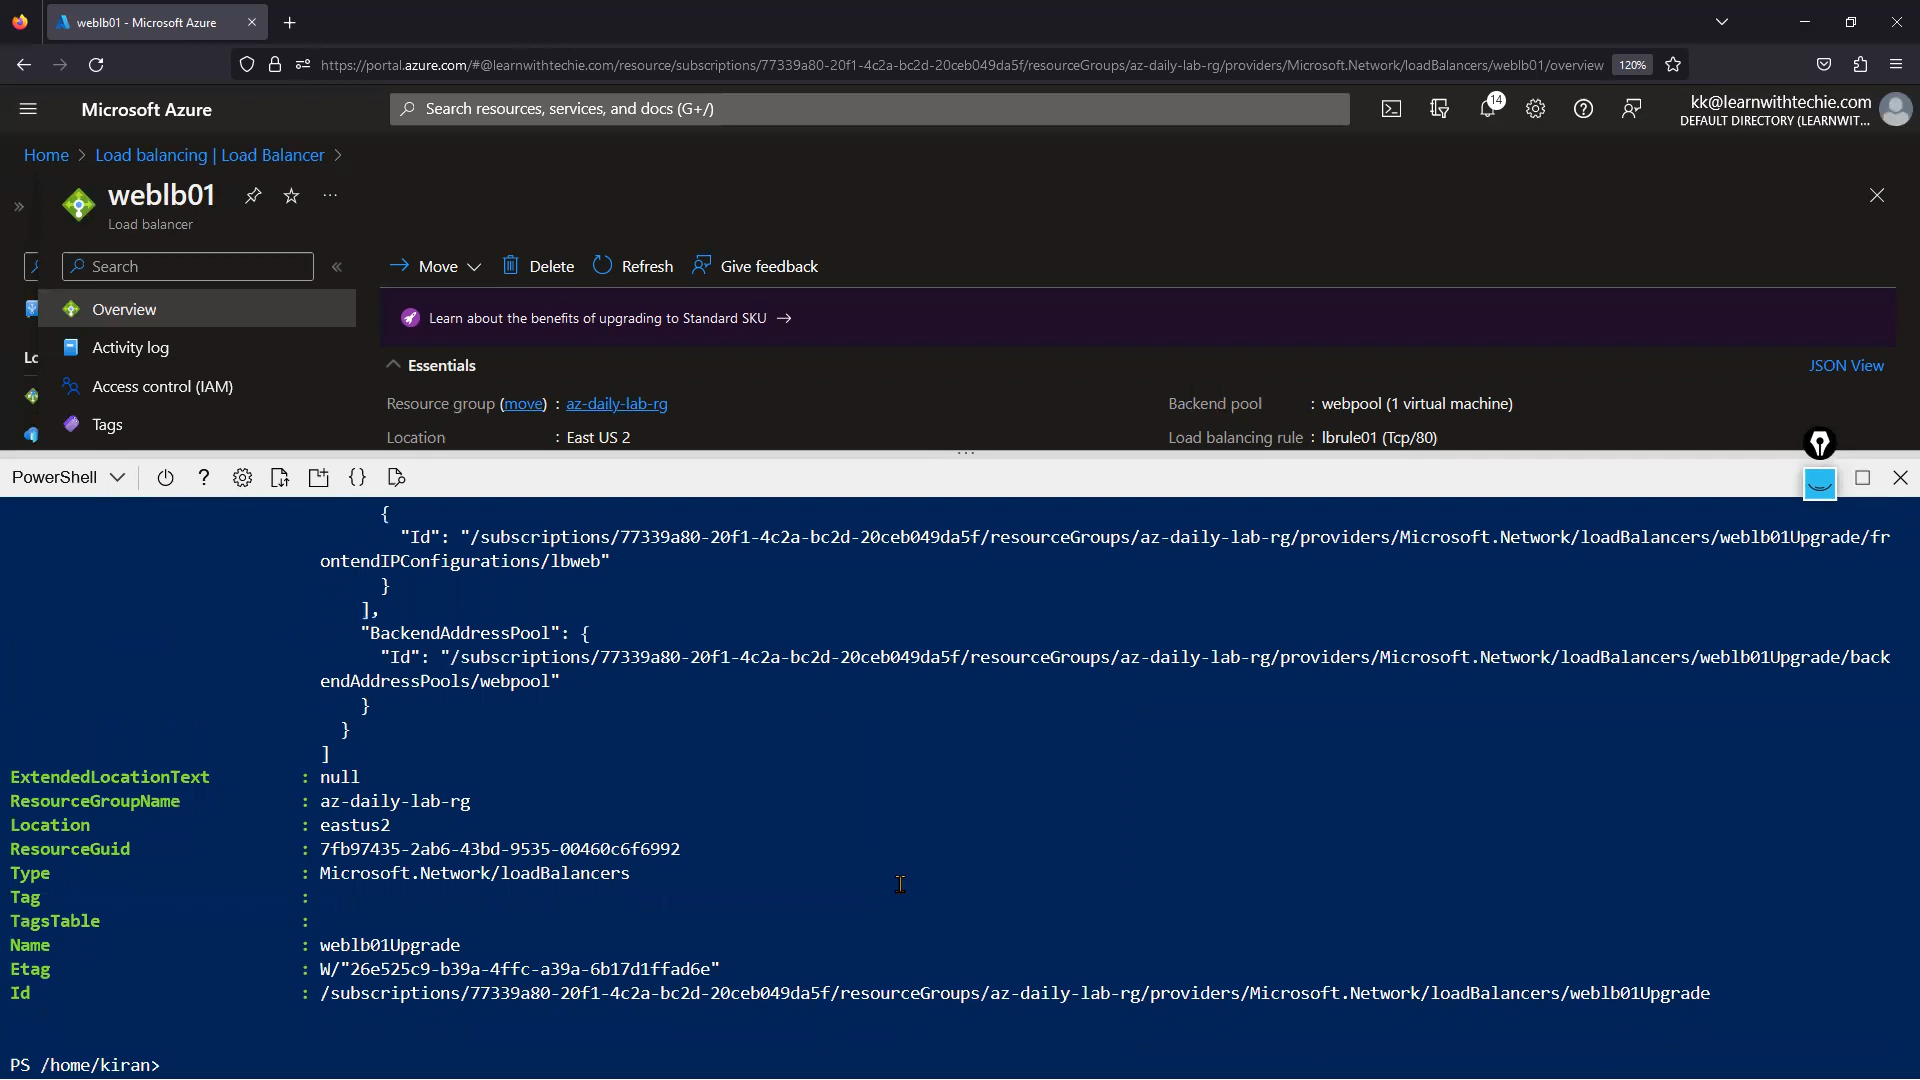 weblb01 - Microsoft Azure
https://portal.azure.com/#@learnwithtechie.com/resource/subscriptions/77339a80-20f1-4c2a-bc2d-20ceb049da5f/resourceGroups/az-daily-lab-rg/providers/Microsoft.Network/loadBalancers/weblb01/overview
120%
Microsoft Azure
Search resources, services, and docs (G+/)
14
kk@learnwithtechie.com
DEFAULT DIRECTORY (LEARNWIT...
Home > Load balancing | Load Balancer >
weblb01
Load balancer
Search
Move
Delete
Refresh
Give feedback
Overview
Learn about the benefits of upgrading to Standard SKU →
Activity log
Lo
Essentials
JSON View
Access control (IAM)
Resource group (move) : az-daily-lab-rg
Backend pool : webpool (1 virtual machine)
Tags
Location : East US 2
Load balancing rule : lbrule01 (Tcp/80)
PowerShell
{
"Id": "/subscriptions/77339a80-20f1-4c2a-bc2d-20ceb049da5f/resourceGroups/az-daily-lab-rg/providers/Microsoft.Network/loadBalancers/weblb01Upgrade/fr
ontendIPConfigurations/lbweb"
}
],
"BackendAddressPool": {
"Id": "/subscriptions/77339a80-20f1-4c2a-bc2d-20ceb049da5f/resourceGroups/az-daily-lab-rg/providers/Microsoft.Network/loadBalancers/weblb01Upgrade/back
endAddressPools/webpool"
}
}
]
ExtendedLocationText : null
ResourceGroupName : az-daily-lab-rg
Location : eastus2
ResourceGuid : 7fb97435-2ab6-43bd-9535-00460c6f6992
Type : Microsoft.Network/loadBalancers
Tag :
TagsTable :
Name : weblb01Upgrade
Etag : W/"26e525c9-b39a-4ffc-a39a-6b17d1ffad6e"
Id : /subscriptions/77339a80-20f1-4c2a-bc2d-20ceb049da5f/resourceGroups/az-daily-lab-rg/providers/Microsoft.Network/loadBalancers/weblb01Upgrade
PS /home/kiran>